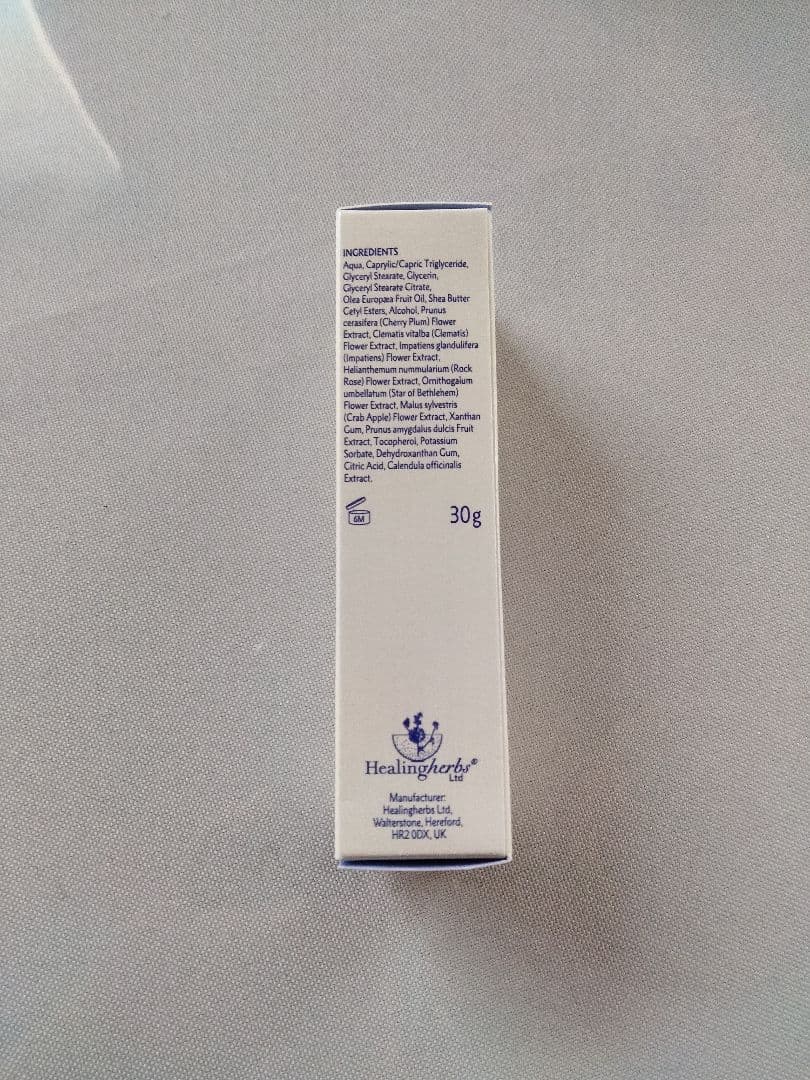 INGREDIENTS
Aqua, Caprylic/Capric Triglyceride,
Glyceryl Stearate, Glycerin,
Glyceryl Stearate Citrate,
Olea Europæa Fruit Oil, Shea Butter
Cetyl Esters, Alcohol, Prunus
cerasifera (Cherry Plum) Flower
Extract, Clematis vitalba (Clematis)
Flower Extract, Impatiens glandulifera
(Impatiens) Flower Extract,
Helianthemum nummularium (Rock
Rose) Flower Extract, Ornithogalum
umbellatum (Star of Bethlehem)
Flower Extract, Malus sylvestris
(Crab Apple) Flower Extract, Xanthan
Gum, Prunus amygdalus dulcis Fruit
Extract, Tocopherol, Potassium
Sorbate, Dehydroxanthan Gum,
Citric Acid, Calendula officinalis
Extract.
6M
30g
Healingherbs®
Ltd
Manufacturer:
Healingherbs Ltd,
Walterstone, Hereford,
HR2 0DX, UK